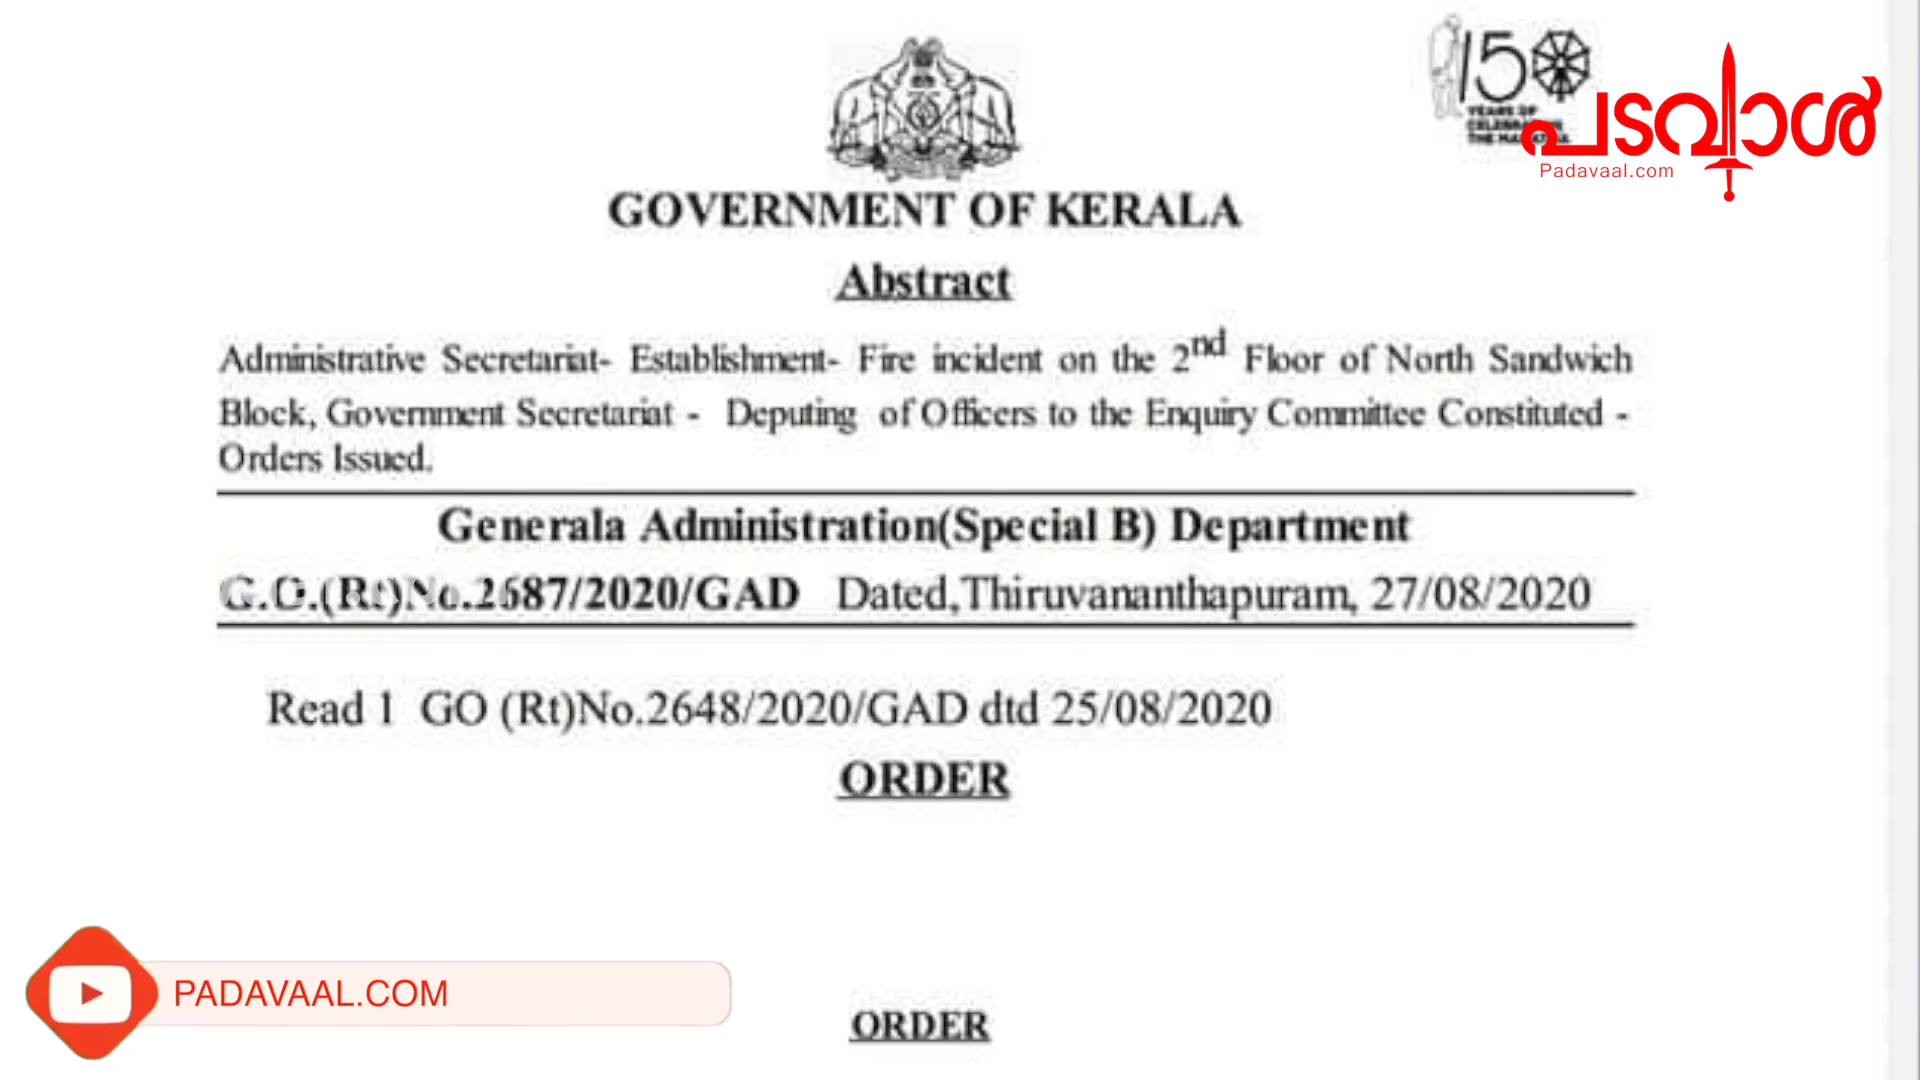 150
YEARS OF
പടവാൾ
Padavaal.com
GOVERNMENT OF KERALA
Abstract
Administrative Secretariat- Establishment- Fire incident on the 2nd Floor of North Sandwich
Block, Government Secretariat - Deputing of Officers to the Enquiry Committee Constituted -
Orders Issued.
Generala Administration(Special B) Department
G.O.(Rt)No.2687/2020/GAD Dated,Thiruvananthapuram, 27/08/2020
Read 1 GO (Rt)No.2648/2020/GAD dtd 25/08/2020
ORDER
PADAVAAL.COM
ORDER